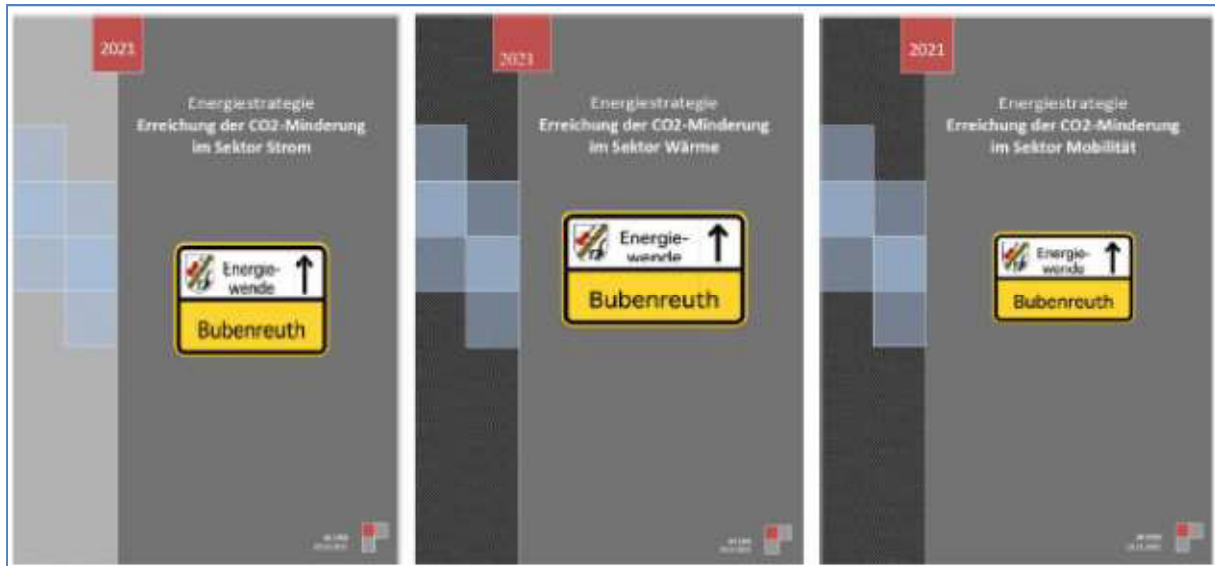 2021
Energiestrategie
Erreichung der CO2-Minderung
im Sektor Strom
Energie-
wende
Bubenreuth
2021
Energiestrategie
Erreichung der CO2-Minderung
im Sektor Wärme
Energie-
wende
Bubenreuth
2021
Energiestrategie
Erreichung der CO2-Minderung
im Sektor Mobilität
Energie-
wende
Bubenreuth